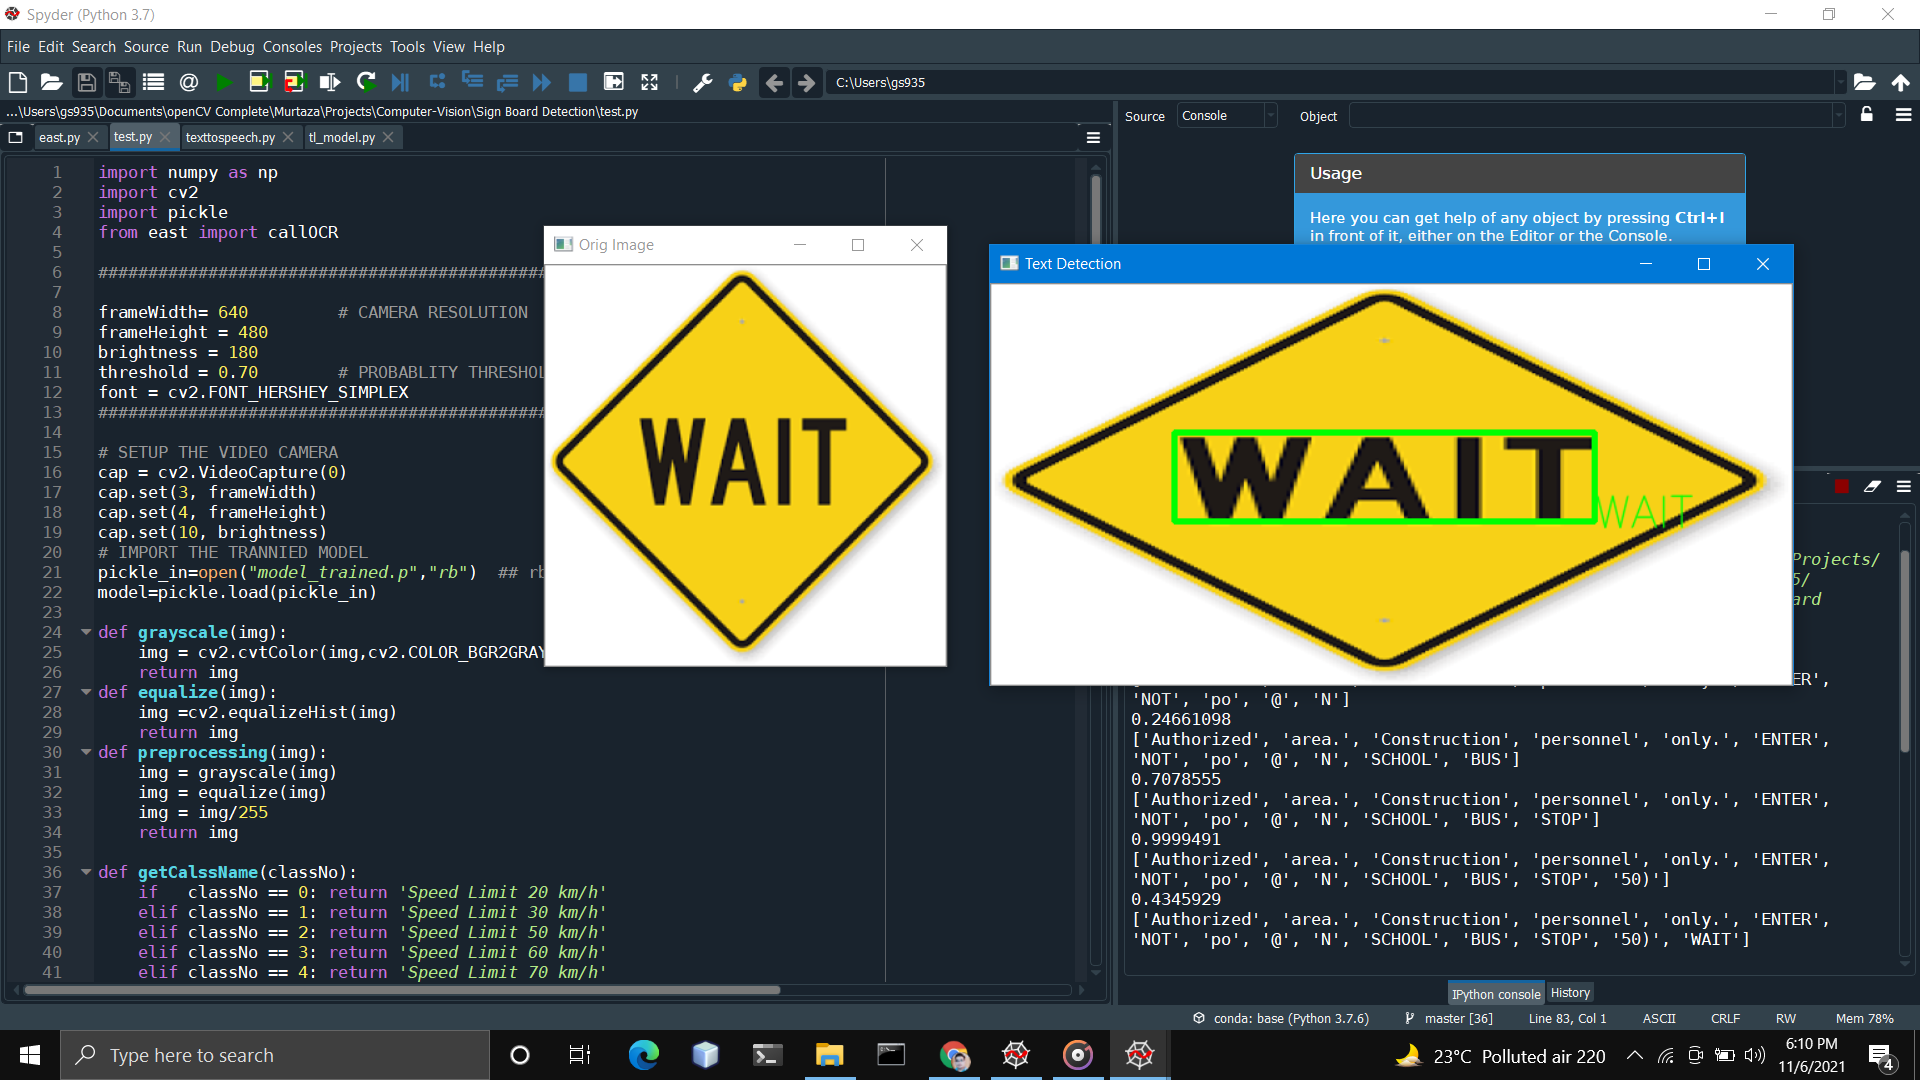 Spyder (Python 3.7)
File Edit Search Source Run Debug Consoles Projects Tools View Help
C:\Users\gs935
...\Users\gs935\Documents\openCV Complete\Murtaza\Projects\Computer-Vision\Sign Board Detection\test.py
east.py test.py texttospeech.py tl_model.py
1 import numpy as np
2 import cv2
3 import pickle
4 from east import callOCR
5
6 #############################################
7
8 frameWidth= 640 # CAMERA RESOLUTION
9 frameHeight = 480
10 brightness = 180
11 threshold = 0.70 # PROBABLITY THRESHOL
12 font = cv2.FONT_HERSHEY_SIMPLEX
13 #############################################
14
15 # SETUP THE VIDEO CAMERA
16 cap = cv2.VideoCapture(0)
17 cap.set(3, frameWidth)
18 cap.set(4, frameHeight)
19 cap.set(10, brightness)
20 # IMPORT THE TRANNIED MODEL
21 pickle_in=open("model_trained.p","rb") ## rb
22 model=pickle.load(pickle_in)
23
24 def grayscale(img):
25 img = cv2.cvtColor(img,cv2.COLOR_BGR2GRAY
26 return img
27 def equalize(img):
28 img =cv2.equalizeHist(img)
29 return img
30 def preprocessing(img):
31 img = grayscale(img)
32 img = equalize(img)
33 img = img/255
34 return img
35
36 def getCalssName(classNo):
37 if classNo == 0: return 'Speed Limit 20 km/h'
38 elif classNo == 1: return 'Speed Limit 30 km/h'
39 elif classNo == 2: return 'Speed Limit 50 km/h'
40 elif classNo == 3: return 'Speed Limit 60 km/h'
41 elif classNo == 4: return 'Speed Limit 70 km/h'
Orig Image
WAIT
Source Console Object
Usage
Here you can get help of any object by pressing Ctrl+I
in front of it, either on the Editor or the Console.
Text Detection
WAIT
WAIT
Projects/
5/
ard
ER',
'NOT', 'po', '@', 'N']
0.24661098
['Authorized', 'area.', 'Construction', 'personnel', 'only.', 'ENTER',
'NOT', 'po', '@', 'N', 'SCHOOL', 'BUS']
0.7078555
['Authorized', 'area.', 'Construction', 'personnel', 'only.', 'ENTER',
'NOT', 'po', '@', 'N', 'SCHOOL', 'BUS', 'STOP']
0.9999491
['Authorized', 'area.', 'Construction', 'personnel', 'only.', 'ENTER',
'NOT', 'po', '@', 'N', 'SCHOOL', 'BUS', 'STOP', '50)']
0.4345929
['Authorized', 'area.', 'Construction', 'personnel', 'only.', 'ENTER',
'NOT', 'po', '@', 'N', 'SCHOOL', 'BUS', 'STOP', '50)', 'WAIT']
IPython console History
conda: base (Python 3.7.6) master [36] Line 83, Col 1 ASCII CRLF RW Mem 78%
Type here to search
23°C Polluted air 220
6:10 PM
11/6/2021
4